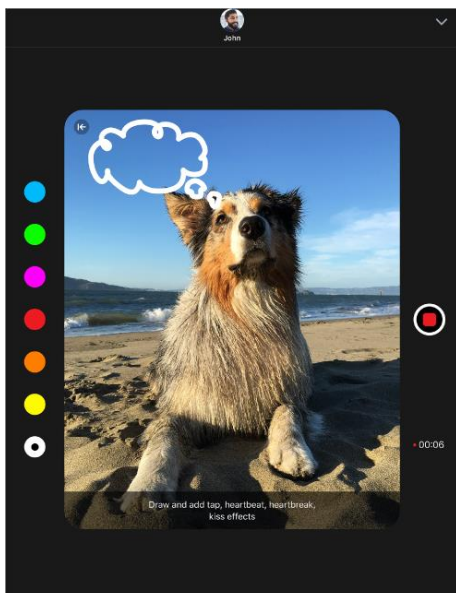 John
00:06
Draw and add tap, heartbeat, heartbreak,
kiss effects